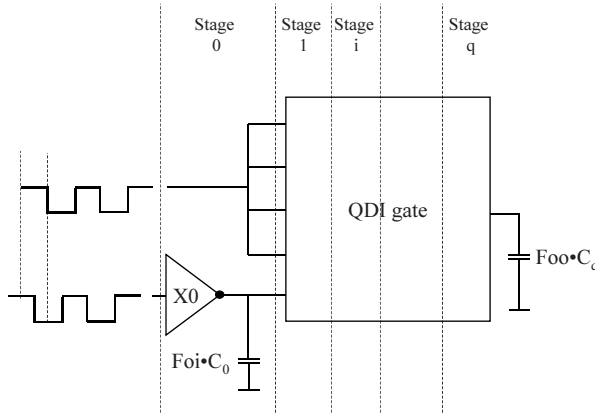 Stage Stage Stage Stage
0 1 i q
QDI gate
Foo•C
X0
Foi•C0